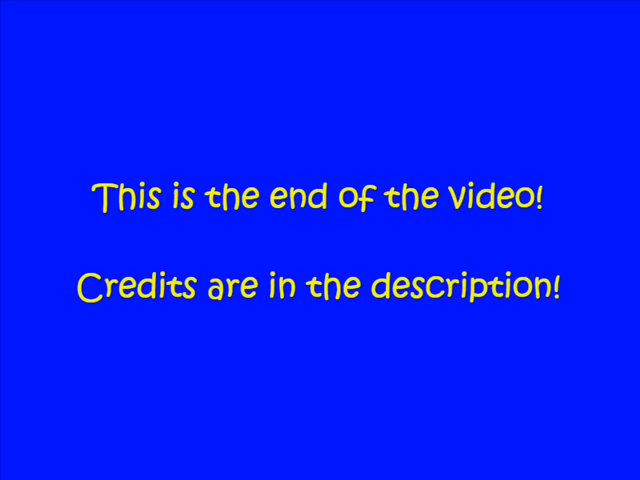 This is the end of the video!
Credits are in the description!